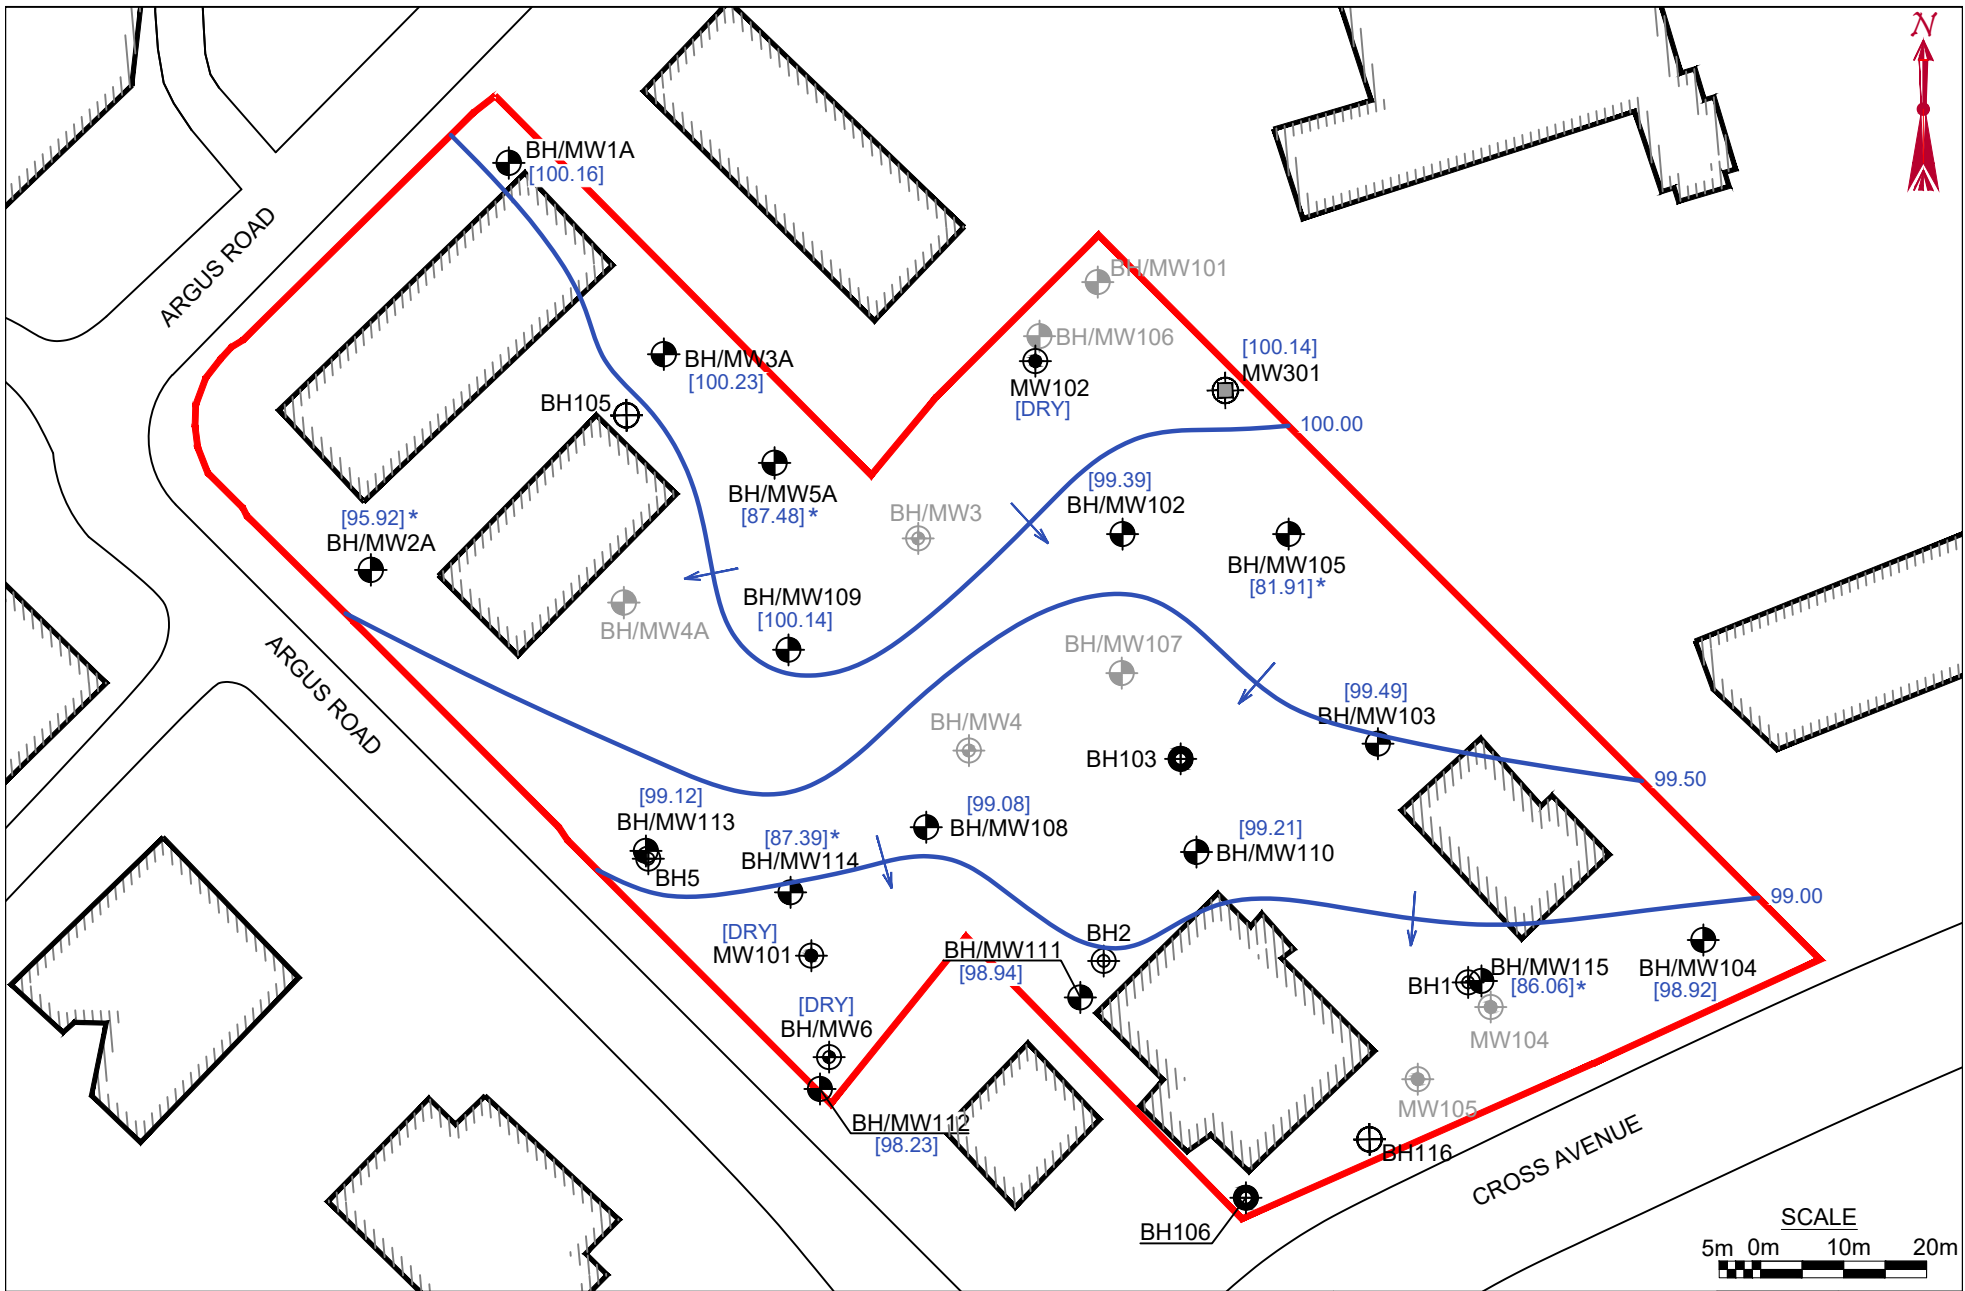 N
BH/MW1A
[100.16]
ARGUS ROAD
BH/MW101
BH/MW106
MW102
[DRY]
[100.14]
MW301
BH/MW3A
[100.23]
BH105
100.00
BH/MW5A
[87.48]*
[99.39]
BH/MW102
BH/MW3
[95.92]*
BH/MW2A
BH/MW105
[81.91]*
BH/MW109
[100.14]
BH/MW4A
ARGUS ROAD
BH/MW107
[99.49]
BH/MW103
BH/MW4
BH103
99.50
[99.12]
BH/MW113
BH5
[87.39]*
BH/MW114
[99.08]
BH/MW108
[99.21]
BH/MW110
99.00
[DRY]
MW101
BH/MW111
[98.94]
BH2
BH1
BH/MW115
[86.06]*
MW104
BH/MW104
[98.92]
[DRY]
BH/MW6
BH/MW112
[98.23]
MW105
BH116
CROSS AVENUE
BH106
SCALE
5m 0m 10m 20m